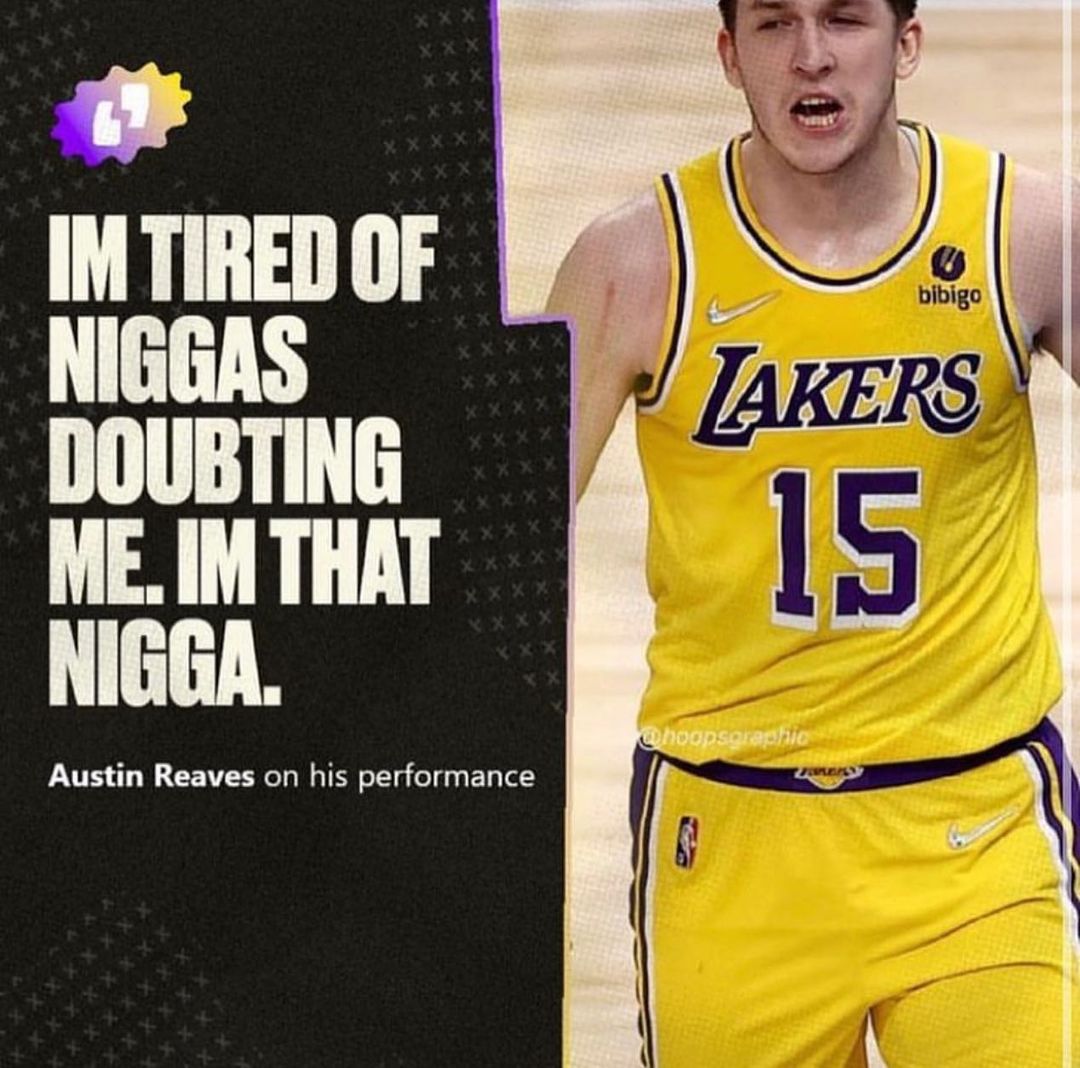 IM TIRED OF
NIGGAS
DOUBTING
ME. IM THAT
NIGGA.
Austin Reaves on his performance
bibigo
LAKERS
15
@hoopsgraphic
LAKERS